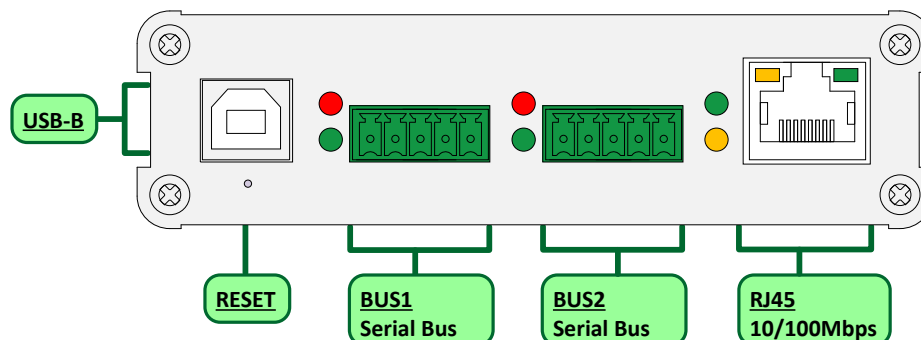 USB-B
RESET
BUS1
Serial Bus
BUS2
Serial Bus
RJ45
10/100Mbps